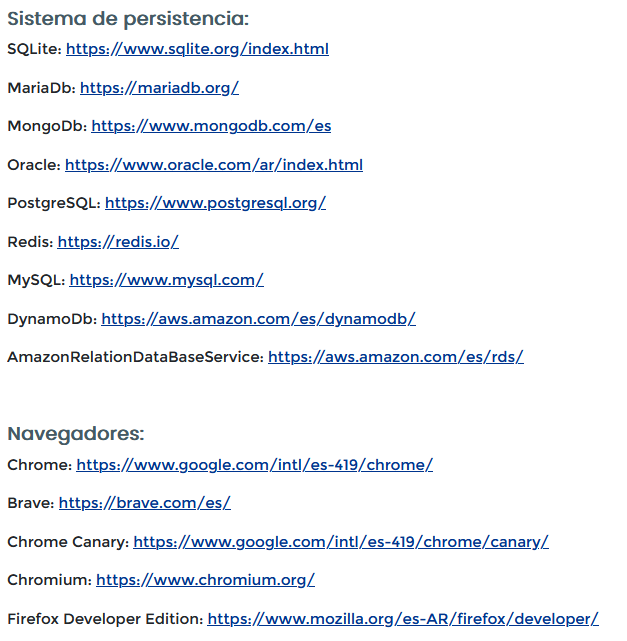 Sistema de persistencia:
SQLite: https://www.sqlite.org/index.html
MariaDb: https://mariadb.org/
MongoDb: https://www.mongodb.com/es
Oracle: https://www.oracle.com/ar/index.html
PostgreSQL: https://www.postgresql.org/
Redis: https://redis.io/
MySQL: https://www.mysql.com/
DynamoDb: https://aws.amazon.com/es/dynamodb/
AmazonRelationDataBaseService: https://aws.amazon.com/es/rds/
Navegadores:
Chrome: https://www.google.com/intl/es-419/chrome/
Brave: https://brave.com/es/
Chrome Canary: https://www.google.com/intl/es-419/chrome/canary/
Chromium: https://www.chromium.org/
Firefox Developer Edition: https://www.mozilla.org/es-AR/firefox/developer/